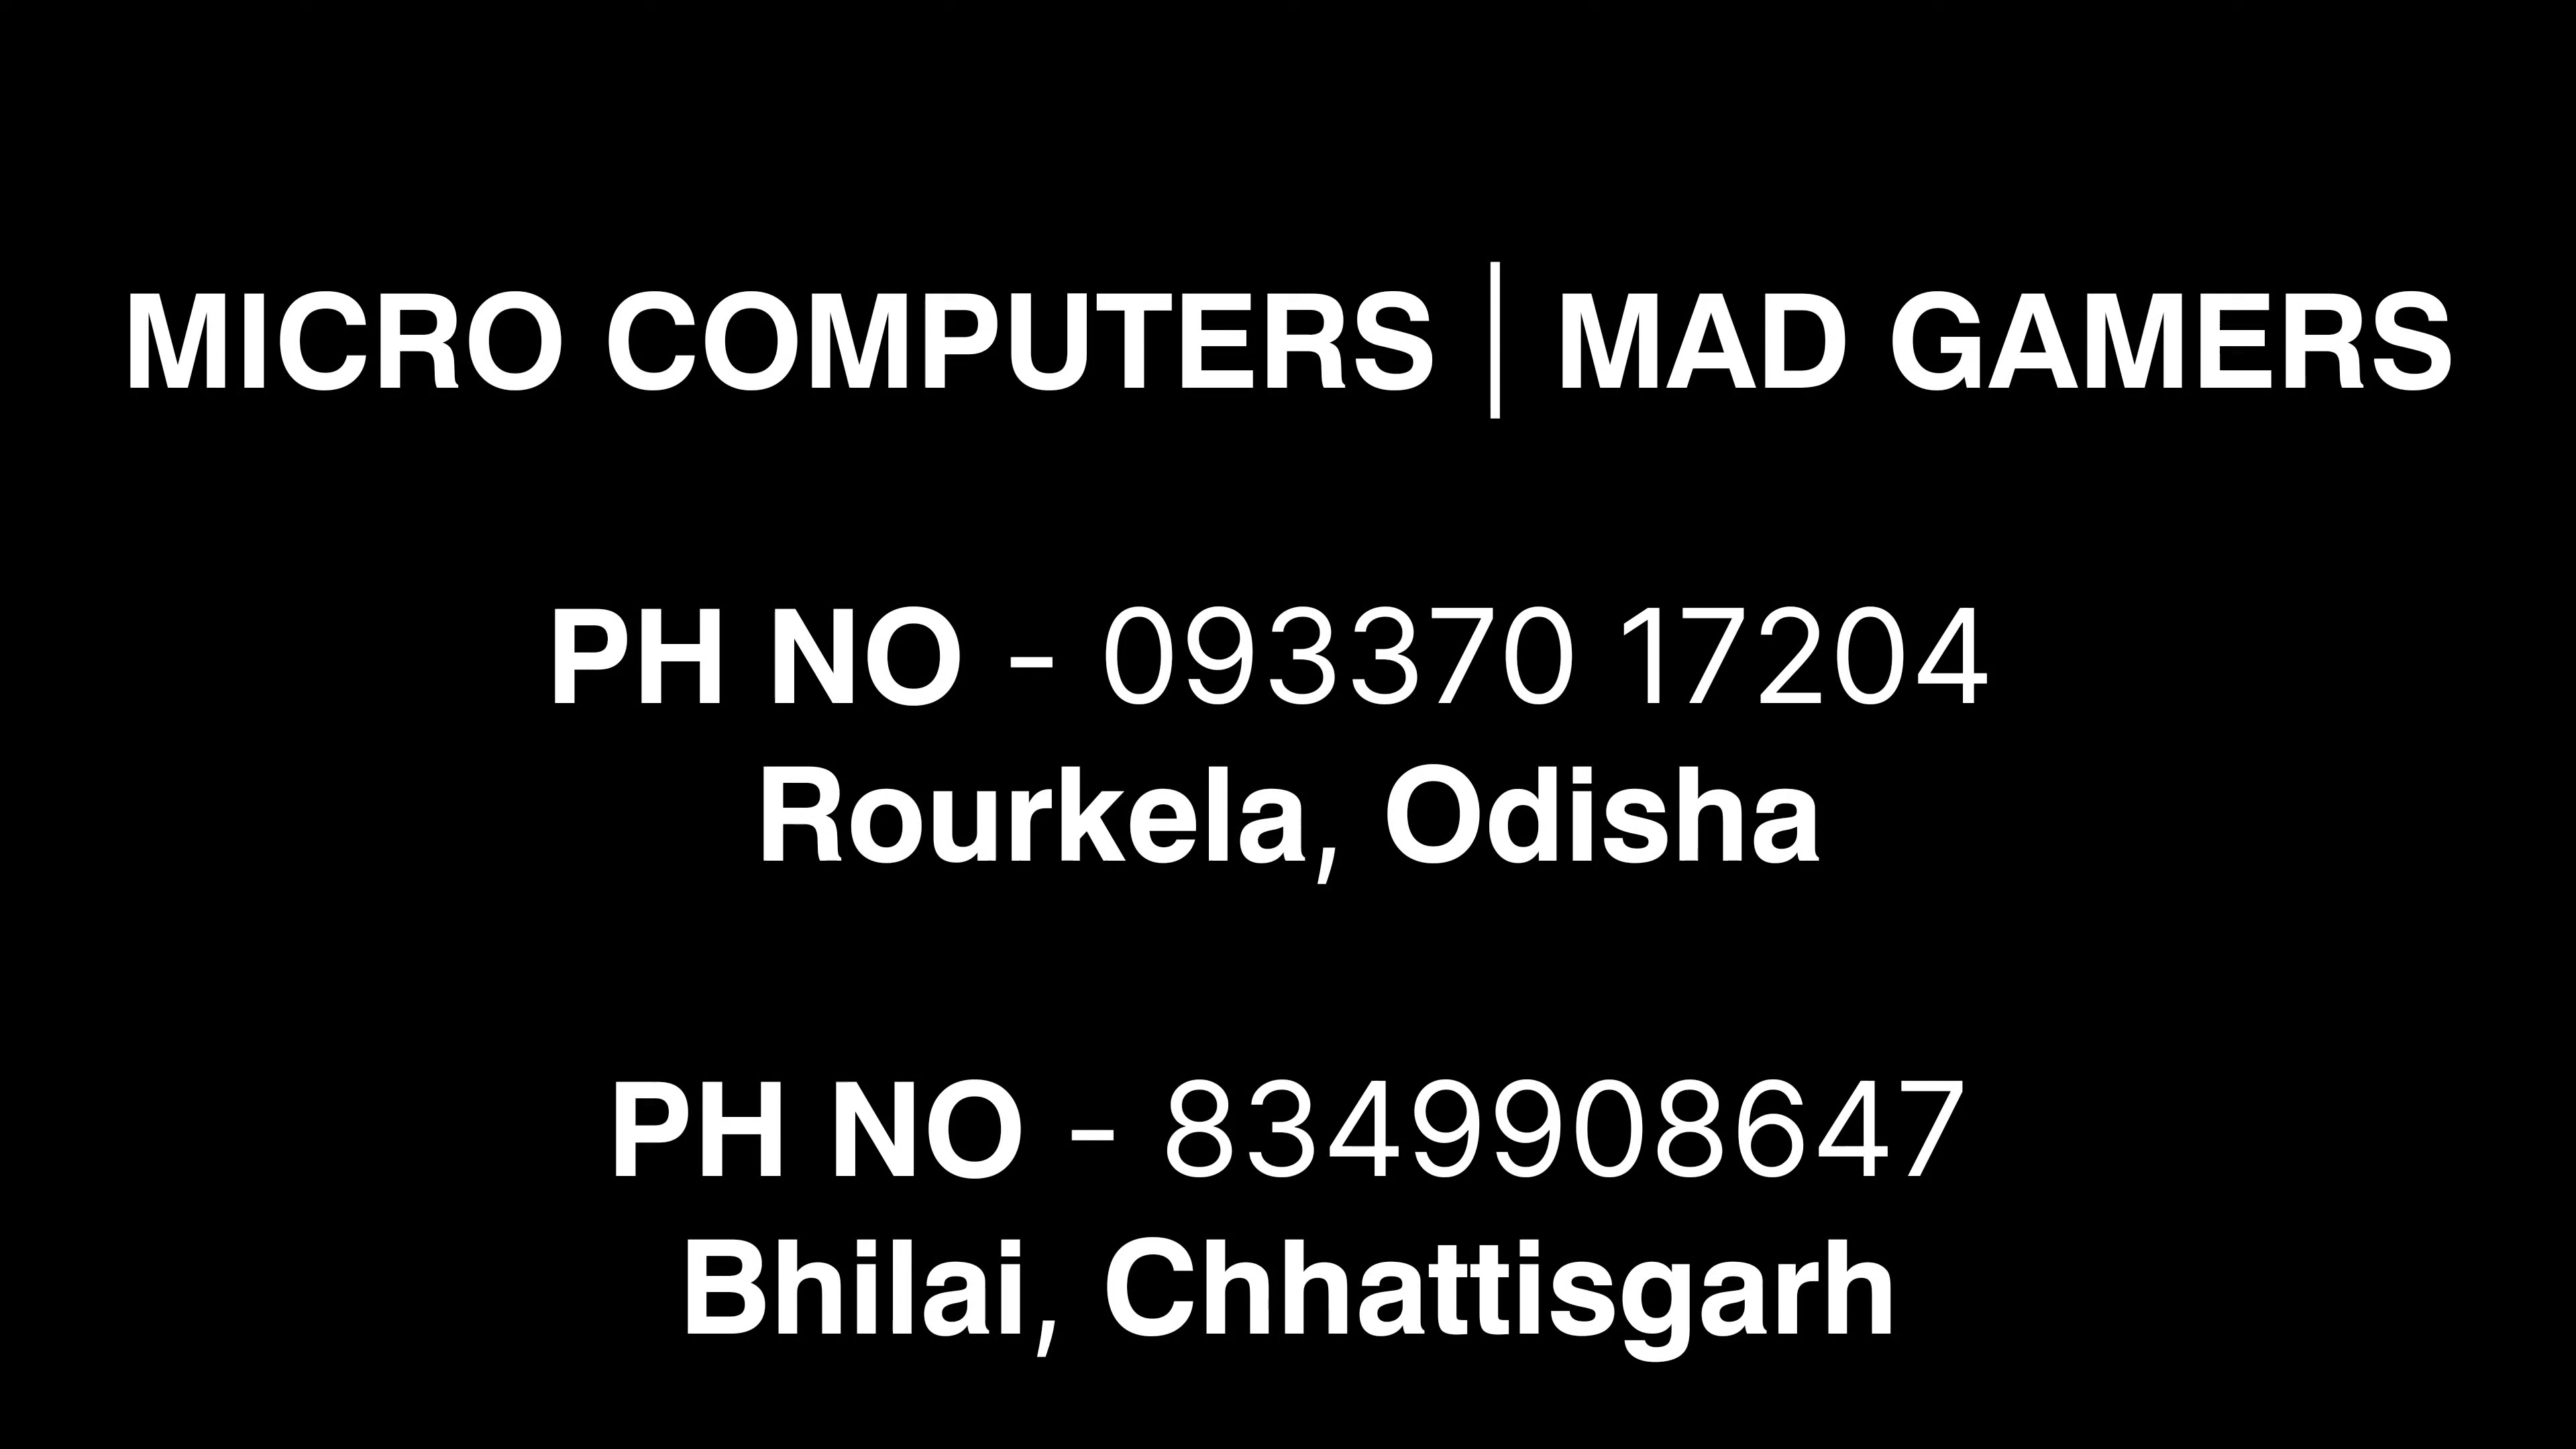 MICRO COMPUTERS | MAD GAMERS
PH NO - 093370 17204
Rourkela, Odisha
PH NO - 8349908647
Bhilai, Chhattisgarh